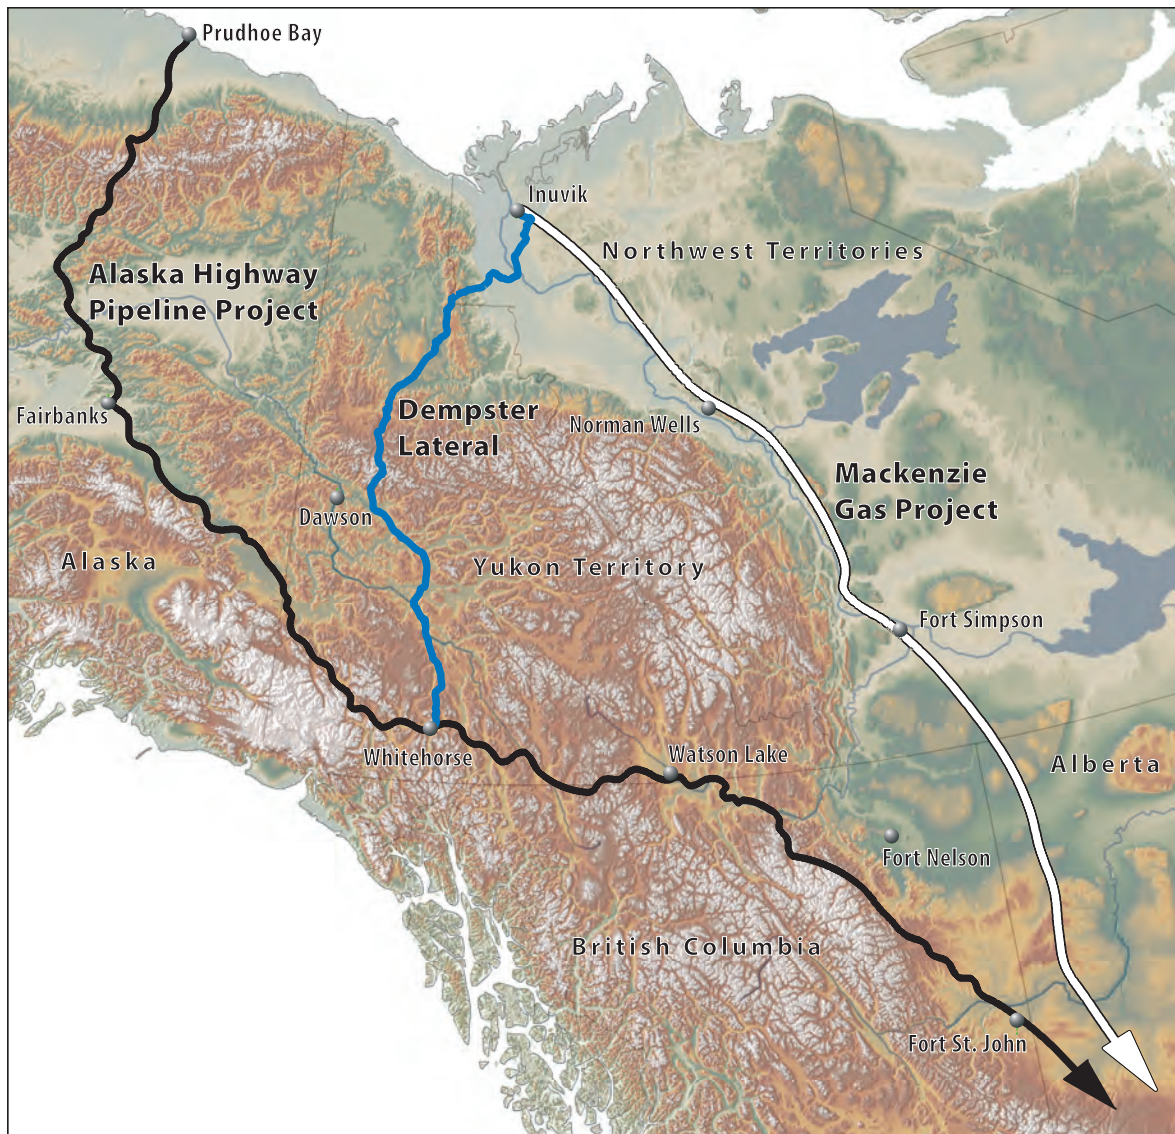 Prudhoe Bay
Inuvik
Northwest Territories
Alaska Highway
Pipeline Project
Fairbanks
Dempster
Lateral
Norman Wells
Mackenzie
Gas Project
Dawson
Alaska
Yukon Territory
Fort Simpson
Whitehorse
Watson Lake
Alberta
Fort Nelson
British Columbia
Fort St. John